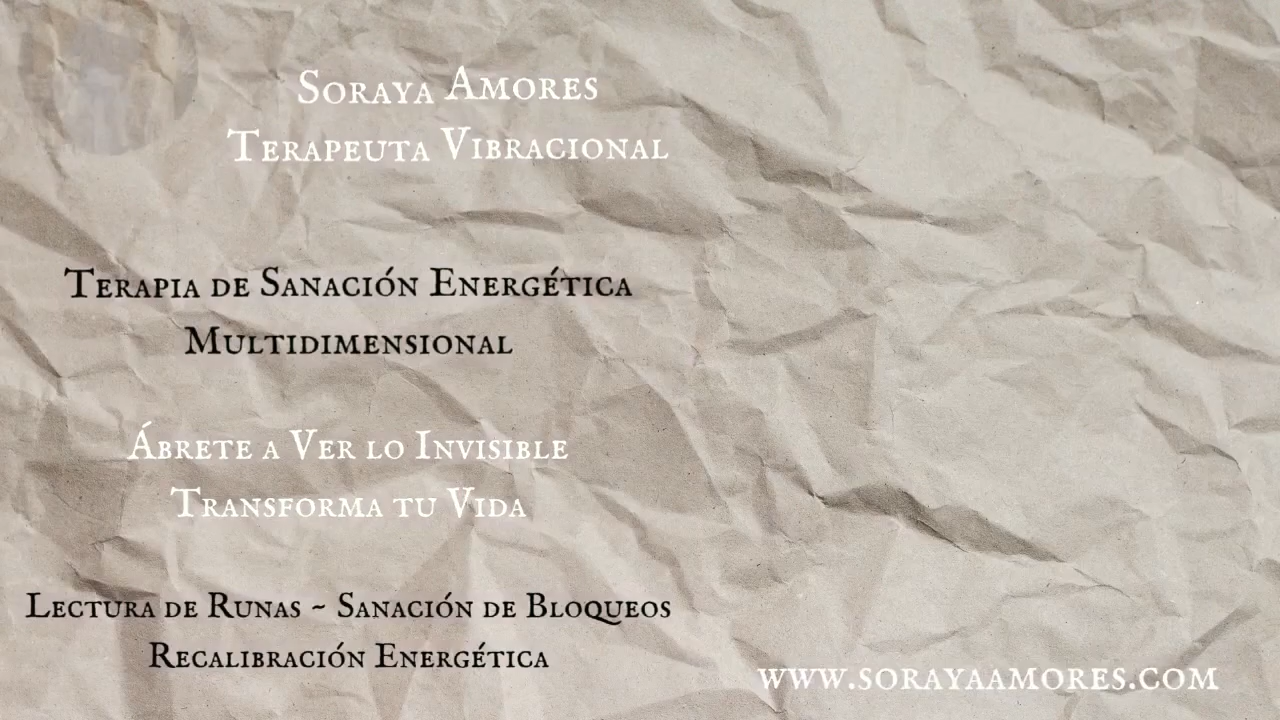 Soraya Amores
Terapeuta Vibracional
Terapia de Sanación Energética
Multidimensional
Ábrete a Ver lo Invisible
Transforma tu Vida
Lectura de Runas ~ Sanación de Bloqueos
Recalibración Energética
www.sorayaamores.com